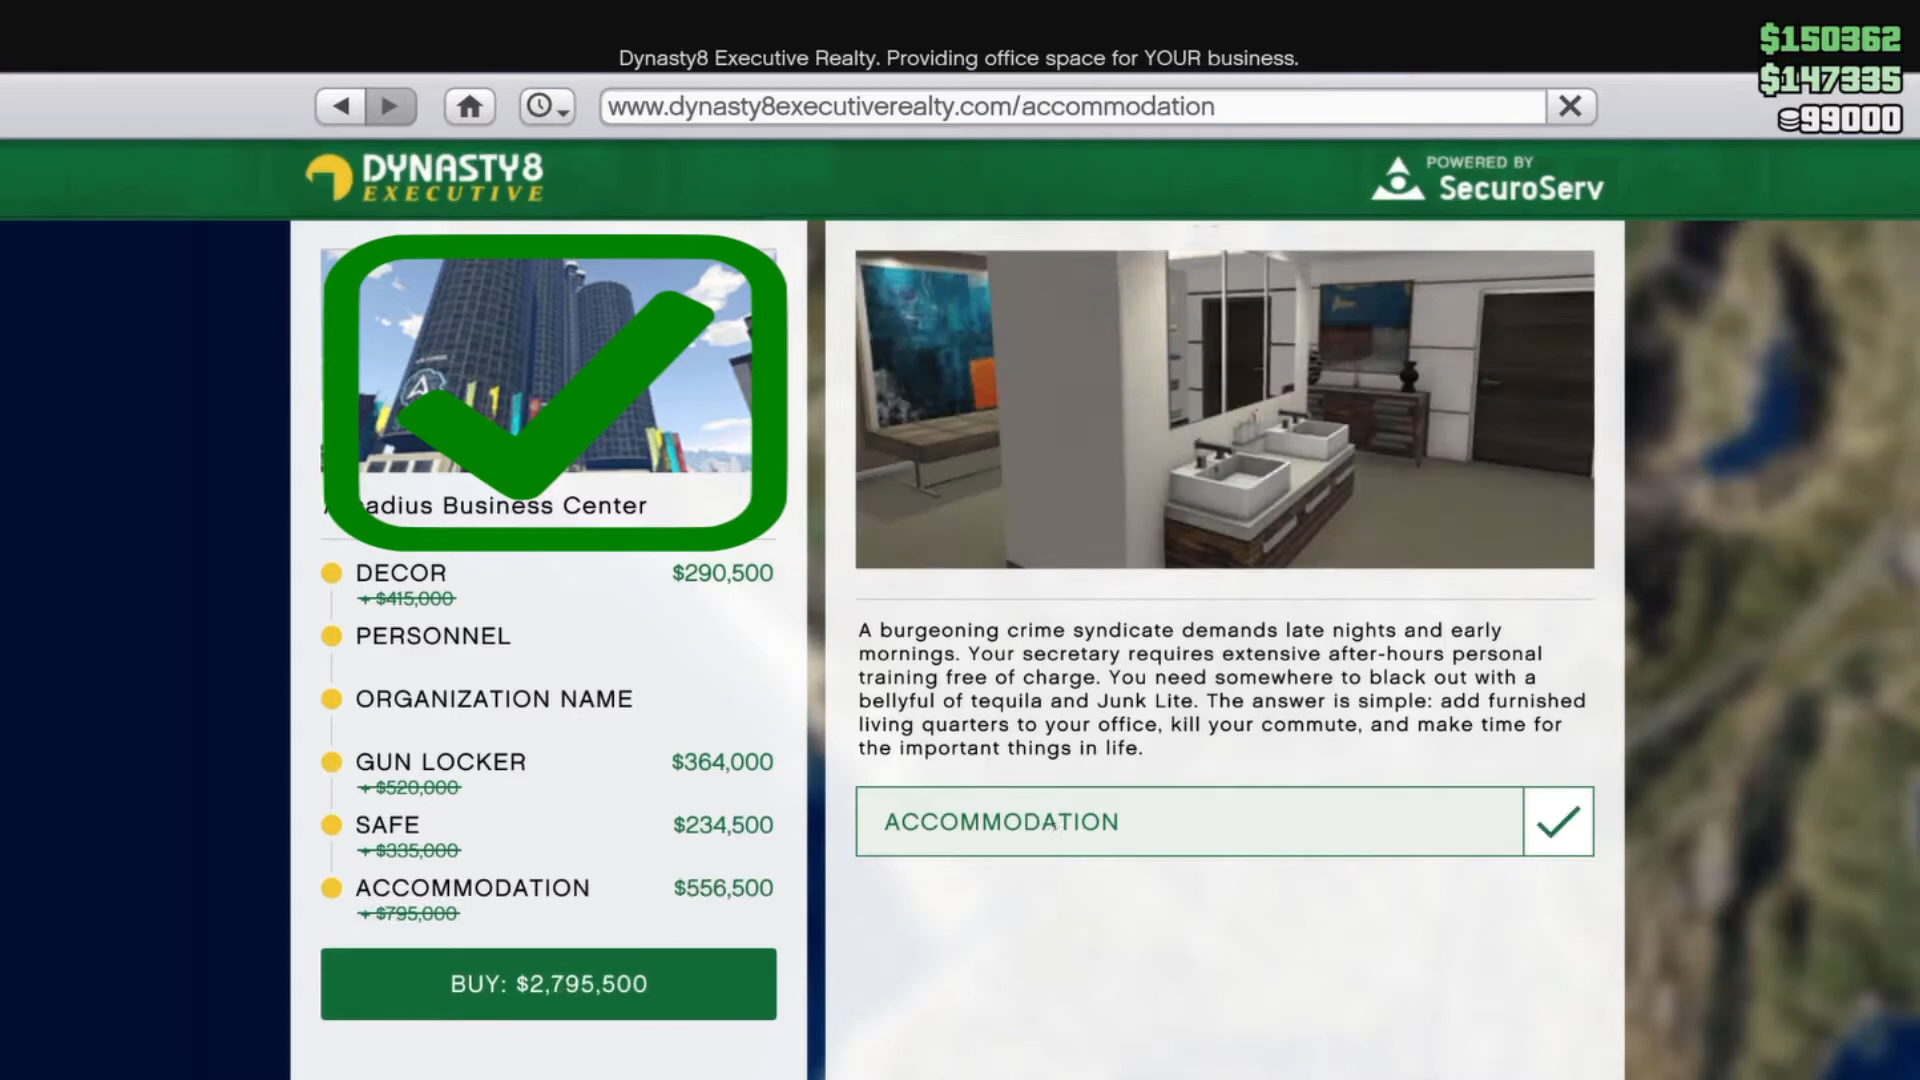 Dynasty8 Executive Realty. Providing office space for YOUR business.
$150362
$147335
99000
www.dynasty8executiverealty.com/accommodation
DYNASTY8
EXECUTIVE
POWERED BY
SecuroServ
Business Center
DECOR $290,500
+ $415,000
PERSONNEL
ORGANIZATION NAME
GUN LOCKER $364,000
+ $520,000
SAFE $234,500
+ $335,000
ACCOMMODATION $556,500
+ $795,000
BUY: $2,795,500
A burgeoning crime syndicate demands late nights and early
mornings. Your secretary requires extensive after-hours personal
training free of charge. You need somewhere to black out with a
bellyful of tequila and Junk Lite. The answer is simple: add furnished
living quarters to your office, kill your commute, and make time for
the important things in life.
ACCOMMODATION